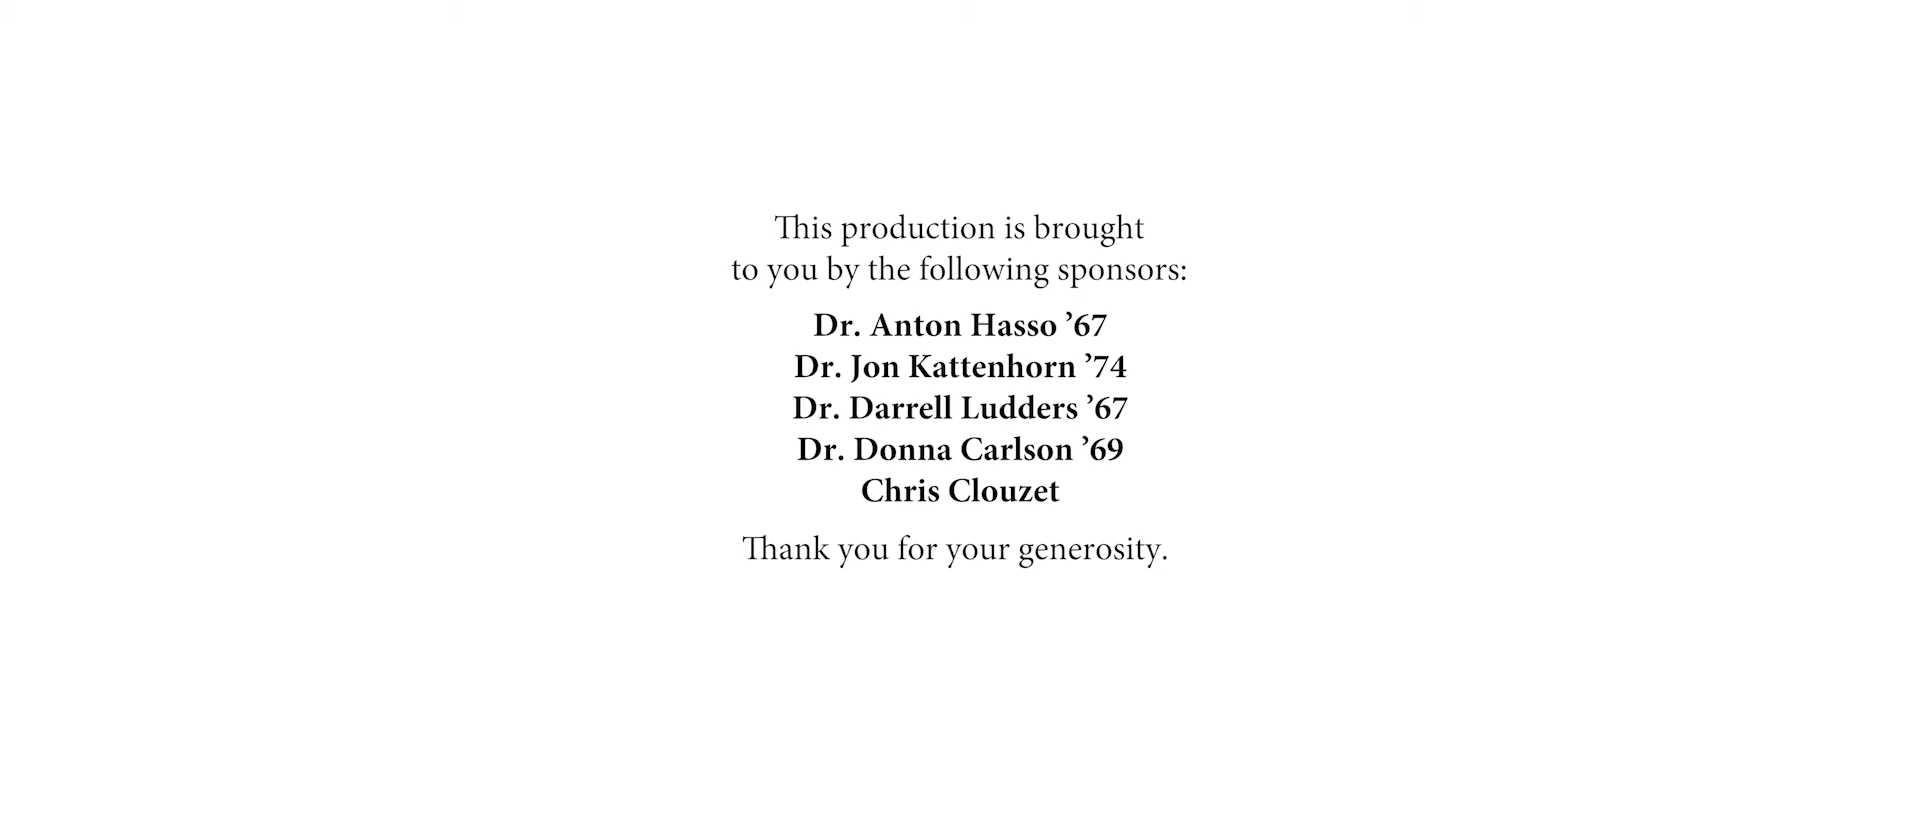 This production is brought
to you by the following sponsors:
Dr. Anton Hasso ’67
Dr. Jon Kattenhorn ’74
Dr. Darrell Ludders ’67
Dr. Donna Carlson ’69
Chris Clouzet
Thank you for your generosity.